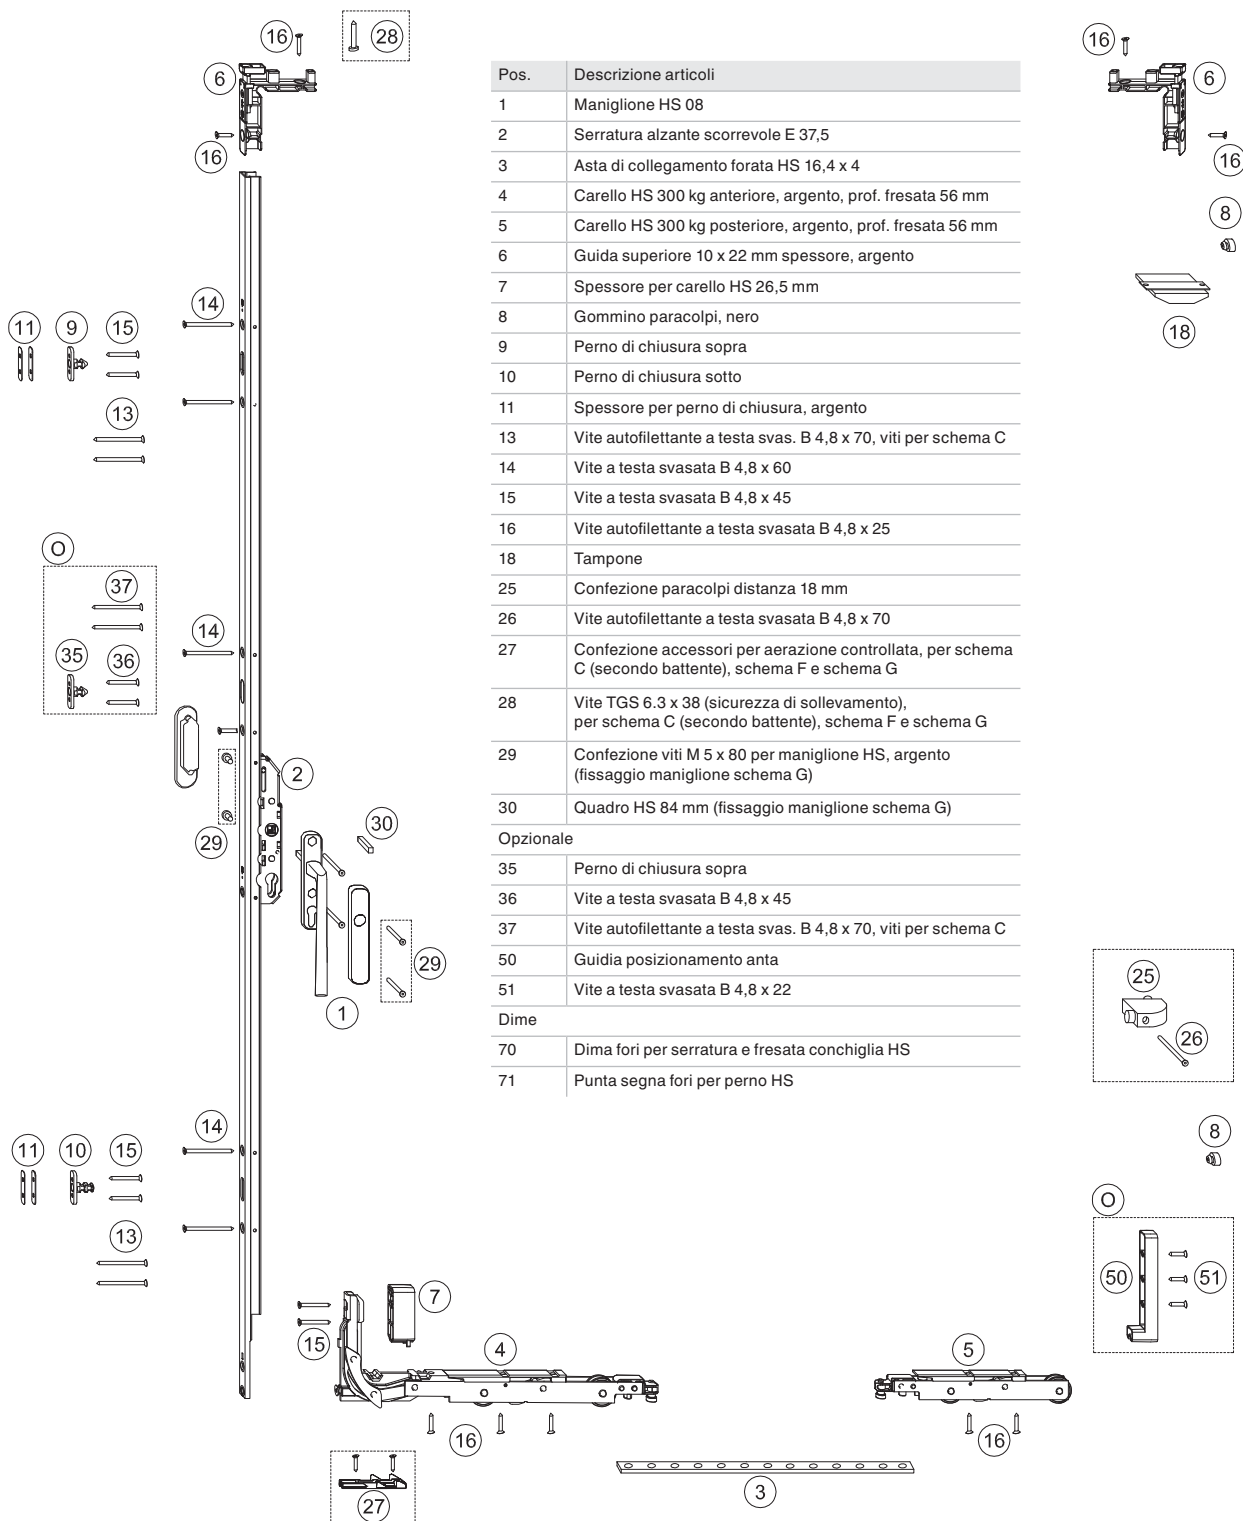 16
28
6
16
16
6
16
8
18
Pos. Descrizione articoli
1 Maniglione HS 08
2 Serratura alzante scorrevole E 37,5
3 Asta di collegamento forata HS 16,4 x 4
4 Carello HS 300 kg anteriore, argento, prof. fresata 56 mm
5 Carello HS 300 kg posteriore, argento, prof. fresata 56 mm
6 Guida superiore 10 x 22 mm spessore, argento
7 Spessore per carello HS 26,5 mm
8 Gommino paracolpi, nero
9 Perno di chiusura sopra
10 Perno di chiusura sotto
11 Spessore per perno di chiusura, argento
13 Vite autofilettante a testa svas. B 4,8 x 70, viti per schema C
14 Vite a testa svasata B 4,8 x 60
15 Vite a testa svasata B 4,8 x 45
16 Vite autofilettante a testa svasata B 4,8 x 25
18 Tampone
25 Confezione paracolpi distanza 18 mm
26 Vite autofilettante a testa svasata B 4,8 x 70
27 Confezione accessori per aerazione controllata, per schema
C (secondo battente), schema F e schema G
28 Vite TGS 6.3 x 38 (sicurezza di sollevamento),
per schema C (secondo battente), schema F e schema G
29 Confezione viti M 5 x 80 per maniglione HS, argento
(fissaggio maniglione schema G)
30 Quadro HS 84 mm (fissaggio maniglione schema G)
Opzionale
35 Perno di chiusura sopra
36 Vite a testa svasata B 4,8 x 45
37 Vite autofilettante a testa svas. B 4,8 x 70, viti per schema C
50 Guidia posizionamento anta
51 Vite a testa svasata B 4,8 x 22
Dime
70 Dima fori per serratura e fresata conchiglia HS
71 Punta segna fori per perno HS
14
11 9 15
13
O
37
14
35 36
2
29
30
29
1
25
26
14
11 10 15
13
8
O
50 51
7
15
4
5
16
16
27
3